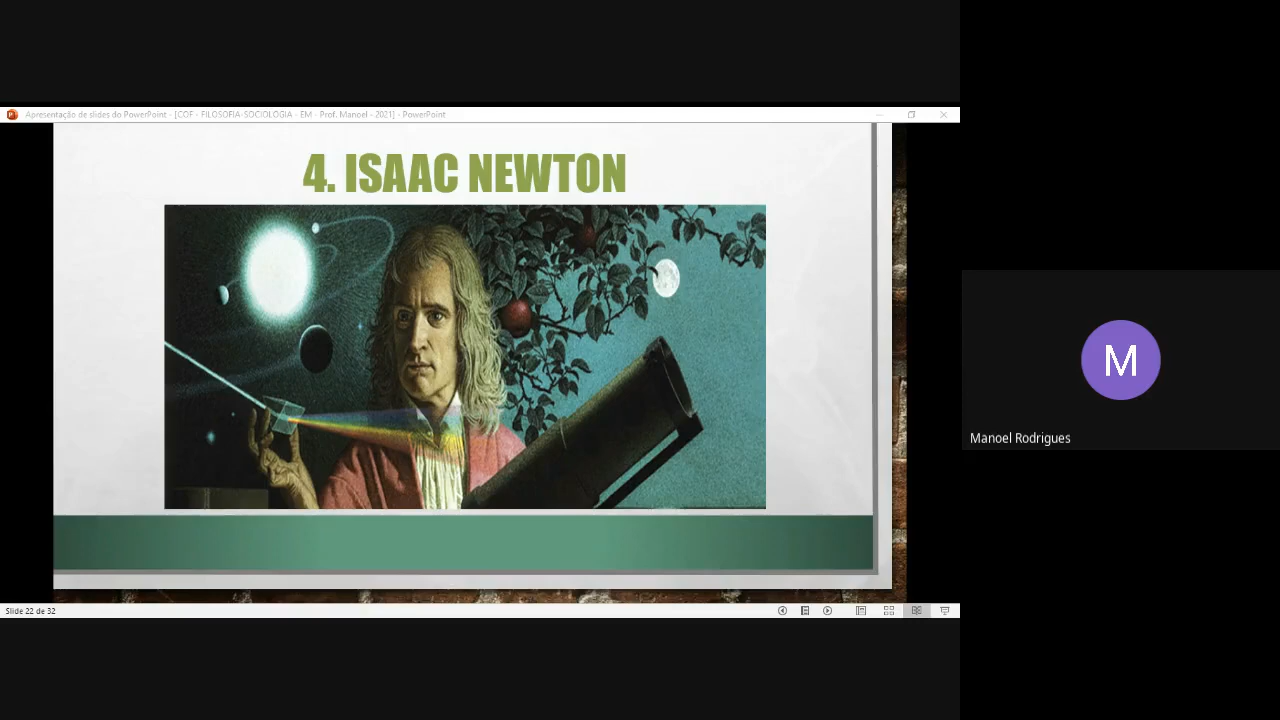 Apresentação de slides do PowerPoint - [COF - FILOSOFIA-SOCIOLOGIA - EM - Prof. Manoel - 2021] - PowerPoint
4. ISAAC NEWTON
M
Manoel Rodrigues
Slide 22 de 32